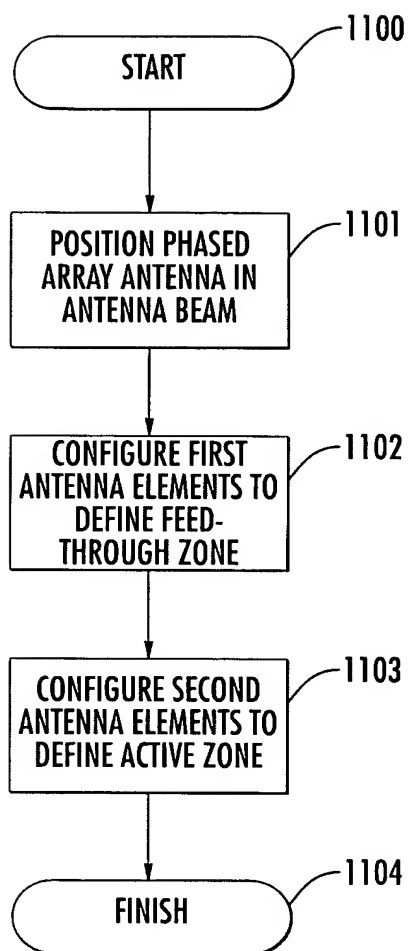 1100
START
1101
POSITION PHASED
ARRAY ANTENNA IN
ANTENNA BEAM
1102
CONFIGURE FIRST
ANTENNA ELEMENTS TO
DEFINE FEED-
THROUGH ZONE
1103
CONFIGURE SECOND
ANTENNA ELEMENTS TO
DEFINE ACTIVE ZONE
1104
FINISH